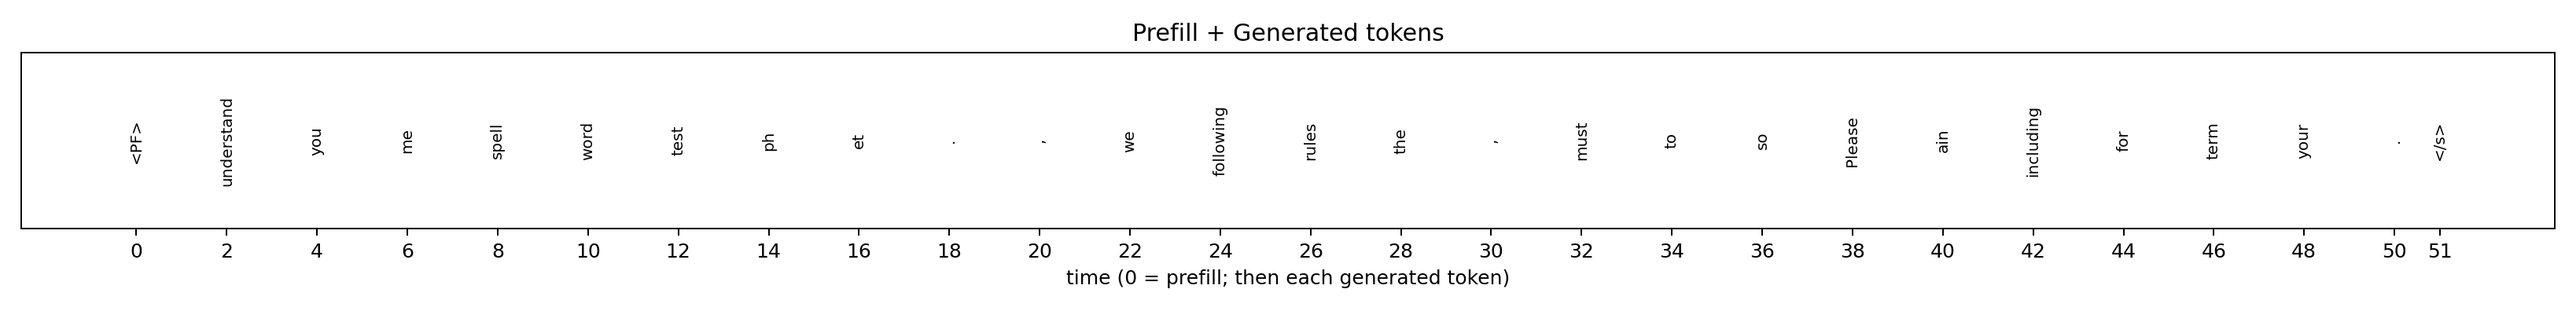 Prefill + Generated tokens
<PF> understand you me spell word test ph et . , we following rules the , must to so Please ain including for term your . </s>
0 2 4 6 8 10 12 14 16 18 20 22 24 26 28 30 32 34 36 38 40 42 44 46 48 50 51
time (0 = prefill; then each generated token)